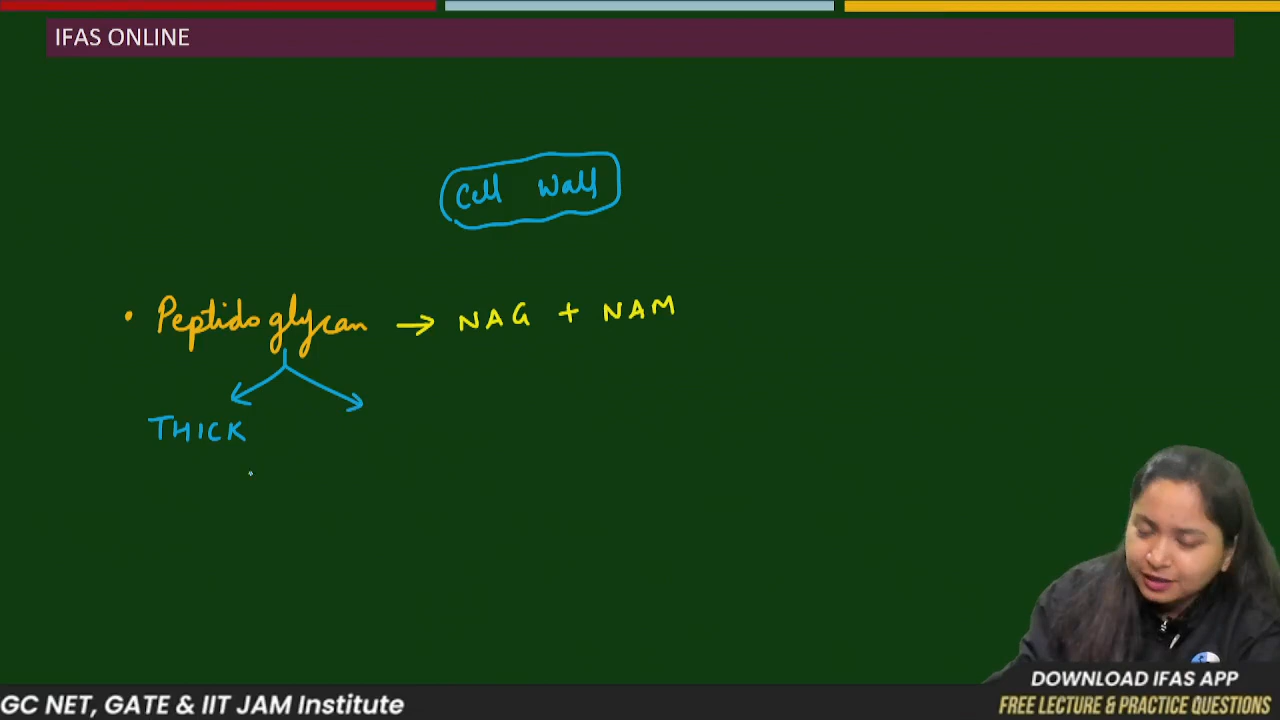 IFAS ONLINE
Cell Wall
• Peptidoglycan → NAG + NAM
THICK
DOWNLOAD IFAS APP
GC NET, GATE & IIT JAM Institute
FREE LECTURE & PRACTICE QUESTIONS